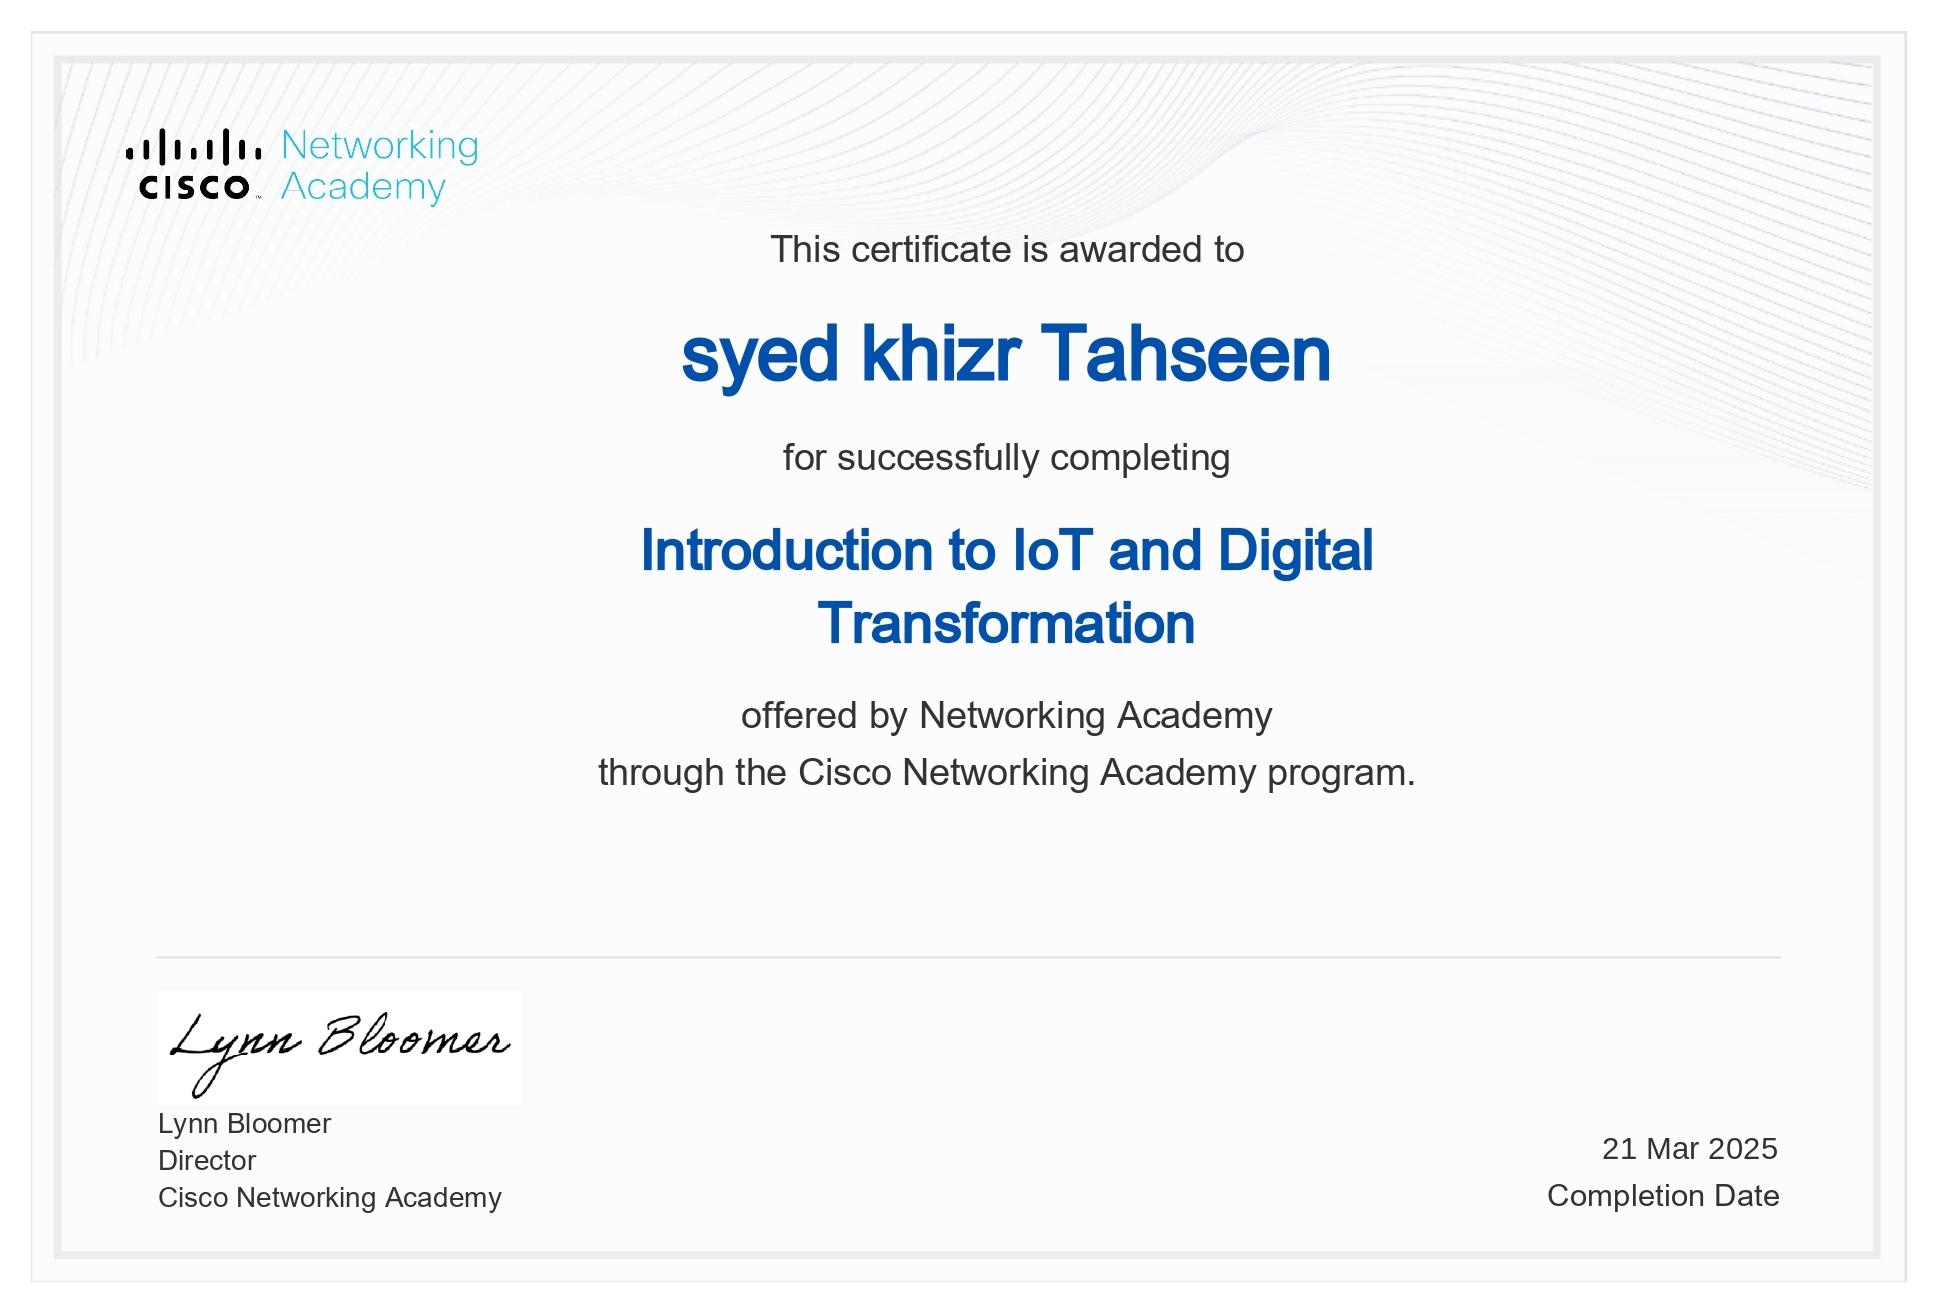 Networking
Academy
CISCO™
This certificate is awarded to
syed khizr Tahseen
for successfully completing
Introduction to IoT and Digital
Transformation
offered by Networking Academy
through the Cisco Networking Academy program.
Lynn Bloomer
Lynn Bloomer
Director
Cisco Networking Academy
21 Mar 2025
Completion Date